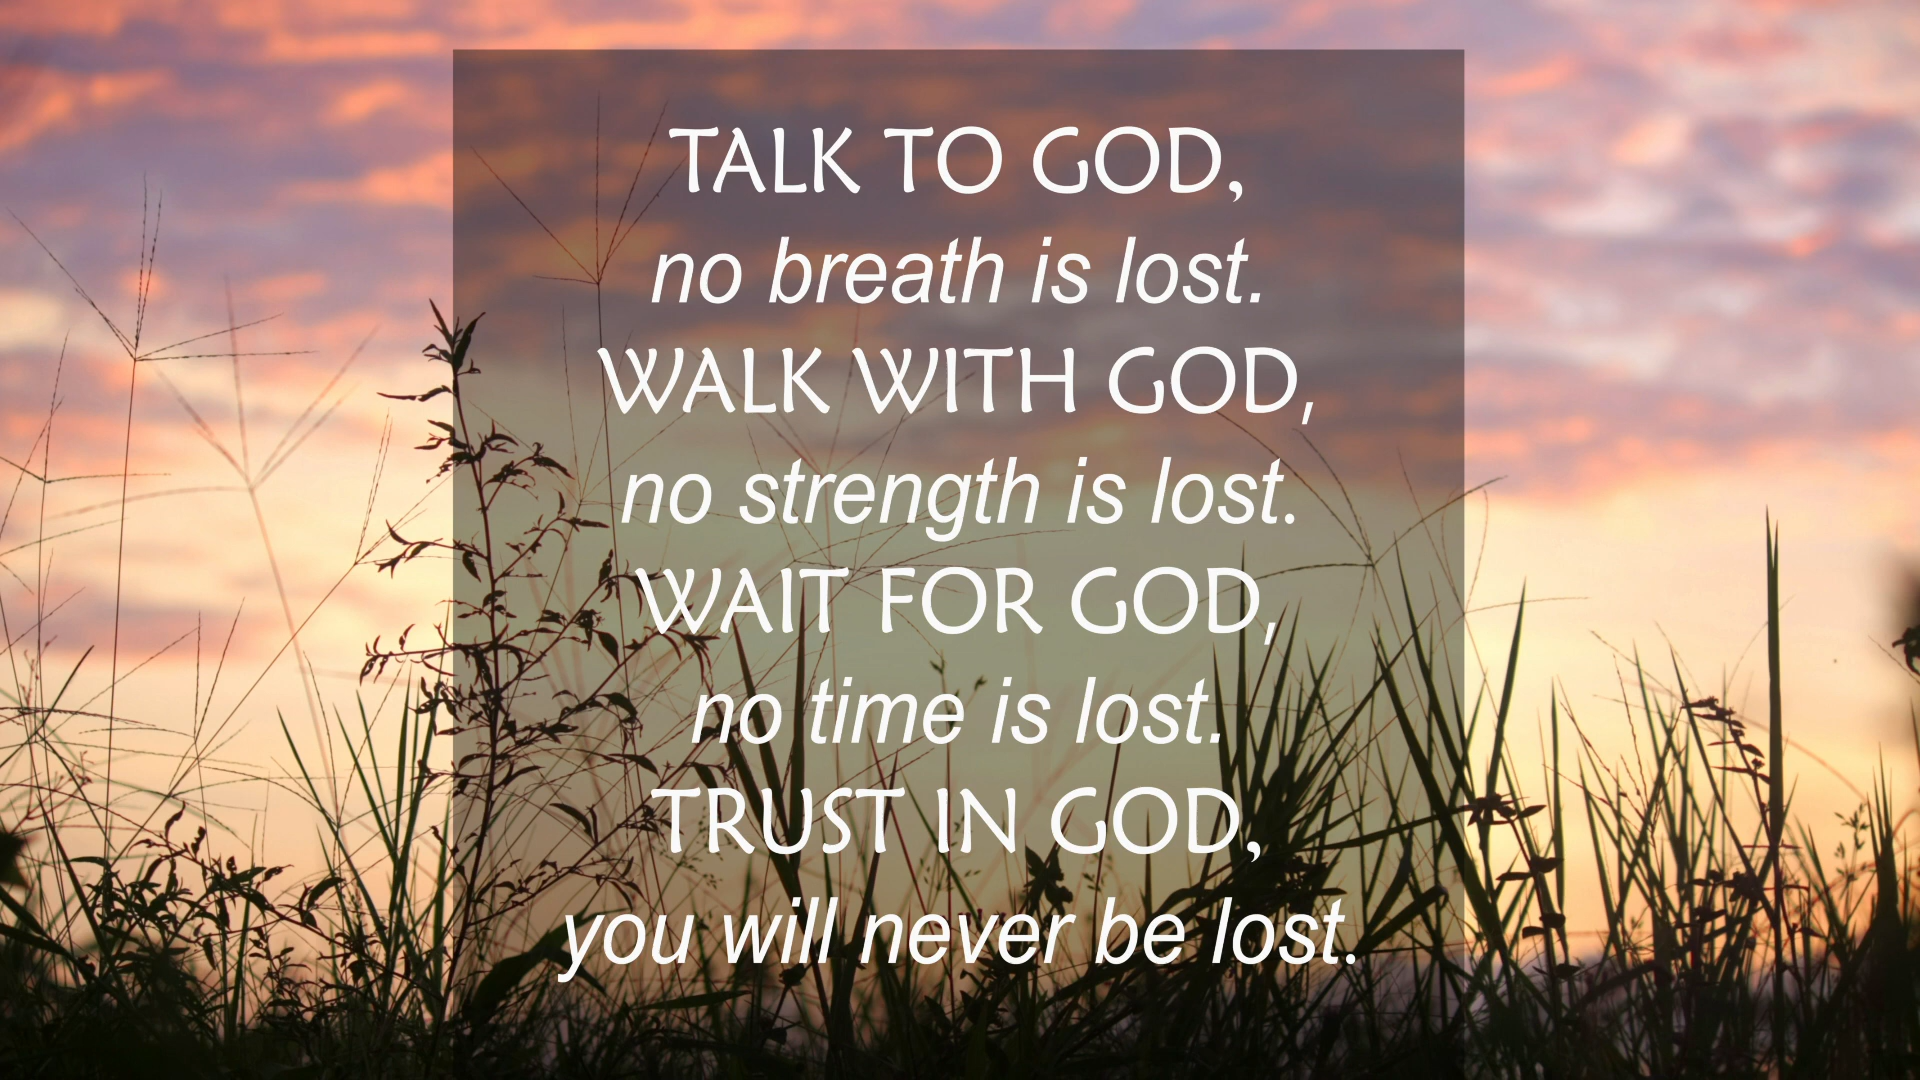 TALK TO GOD,
no breath is lost.
WALK WITH GOD,
no strength is lost.
WAIT FOR GOD,
no time is lost.
TRUST IN GOD,
you will never be lost.